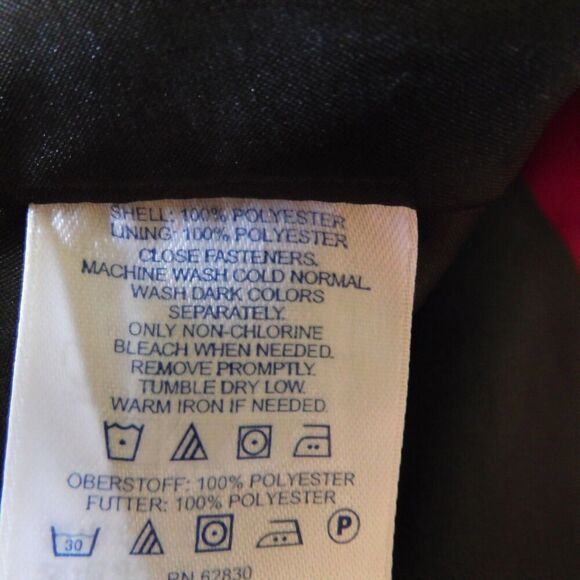 SHELL: 100% POLYESTER
LINING: 100% POLYESTER
CLOSE FASTENERS.
MACHINE WASH COLD NORMAL.
WASH DARK COLORS
SEPARATELY.
ONLY NON-CHLORINE
BLEACH WHEN NEEDED.
REMOVE PROMPTLY.
TUMBLE DRY LOW.
WARM IRON IF NEEDED.
OBERSTOFF: 100% POLYESTER
FUTTER: 100% POLYESTER
30 P
RN 62830